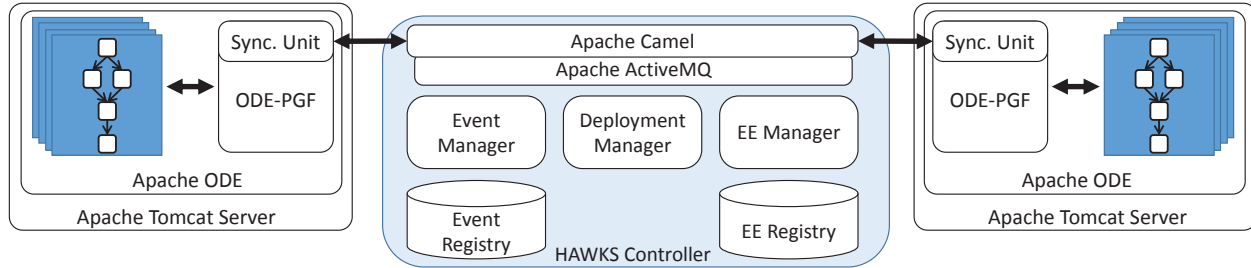 Sync. Unit
ODE-PGF
Apache ODE
Apache Tomcat Server
Apache Camel
Apache ActiveMQ
Event
Manager
Deployment
Manager
EE Manager
Event
Registry
EE Registry
HAWKS Controller
Sync. Unit
ODE-PGF
Apache ODE
Apache Tomcat Server